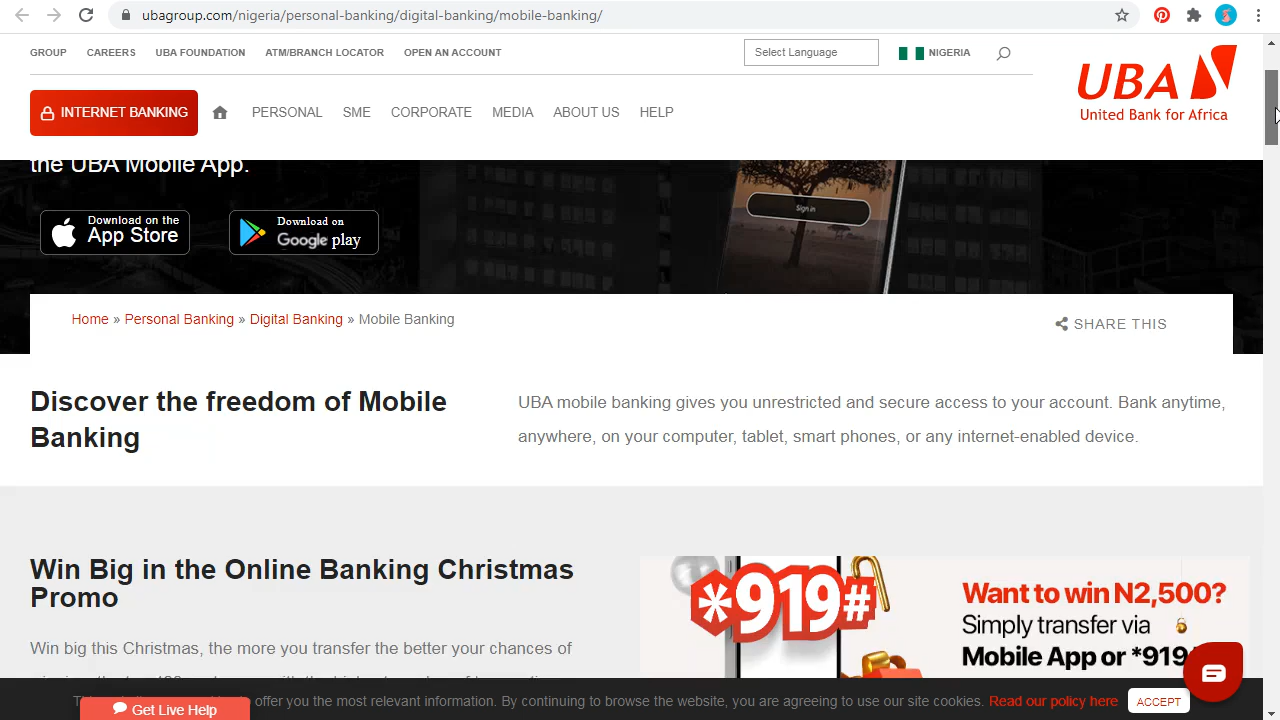 ubagroup.com/nigeria/personal-banking/digital-banking/mobile-banking/
GROUP CAREERS UBA FOUNDATION ATM/BRANCH LOCATOR OPEN AN ACCOUNT Select Language NIGERIA
UBA
United Bank for Africa
INTERNET BANKING PERSONAL SME CORPORATE MEDIA ABOUT US HELP
the UBA Mobile App.
Sign in
Download on the
App Store
Download on
Google play
Home » Personal Banking » Digital Banking » Mobile Banking
SHARE THIS
Discover the freedom of Mobile
Banking
UBA mobile banking gives you unrestricted and secure access to your account. Bank anytime,
anywhere, on your computer, tablet, smart phones, or any internet-enabled device.
Win Big in the Online Banking Christmas
Promo
Win big this Christmas, the more you transfer the better your chances of
*919#
Want to win N2,500?
Simply transfer via
Mobile App or *919
offer you the most relevant information. By continuing to browse the website, you are agreeing to use our site cookies. Read our policy here ACCEPT
Get Live Help